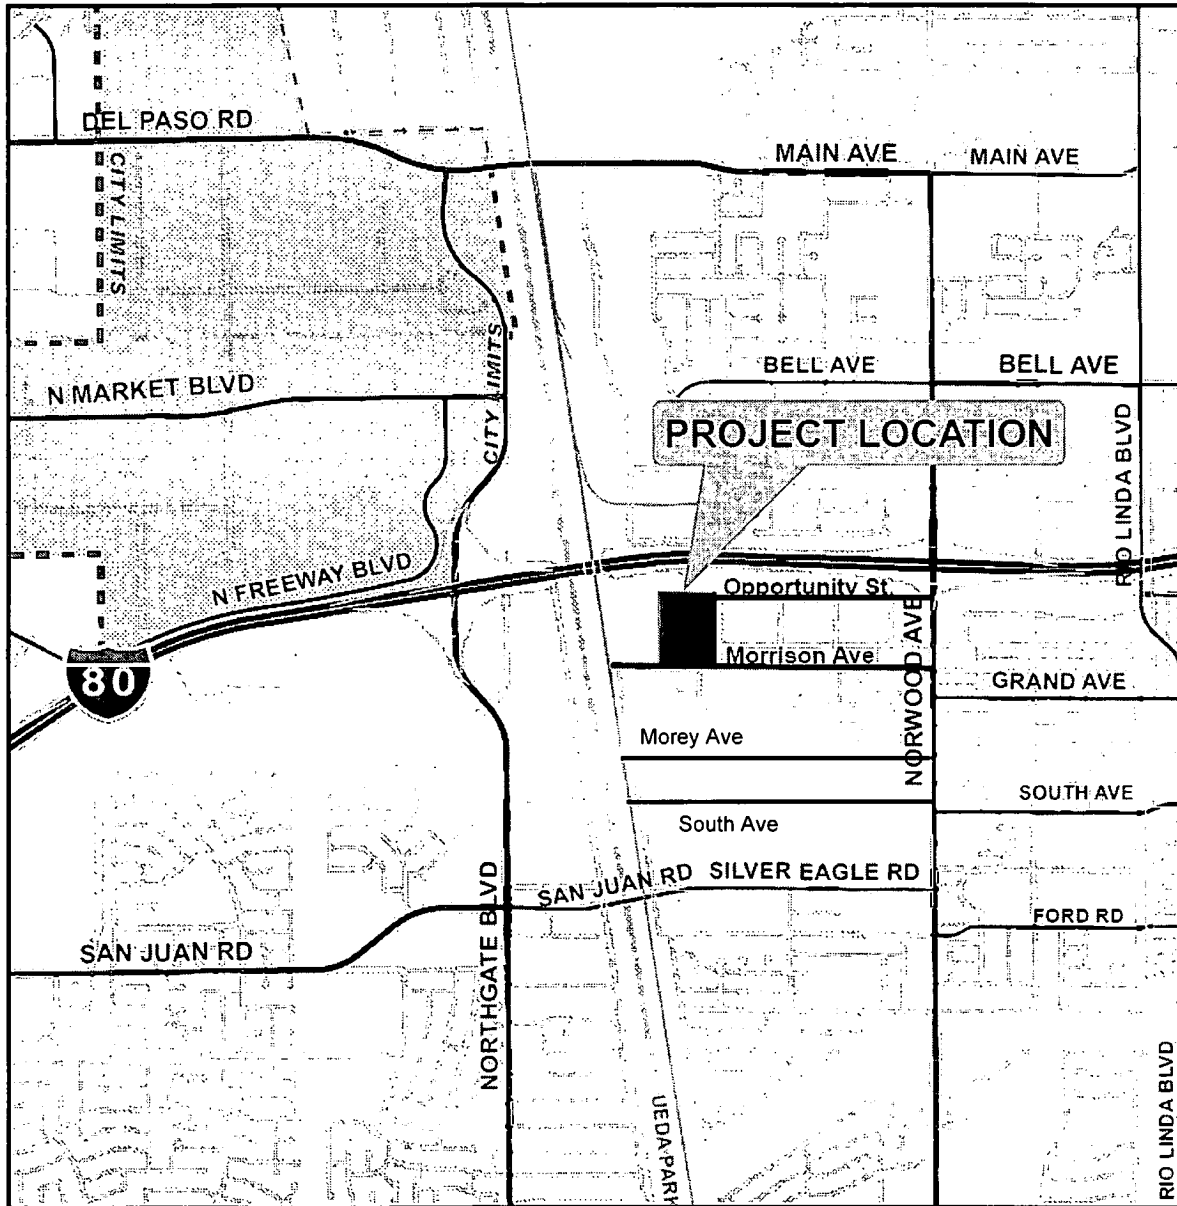 DEL PASO RD
MAIN AVE
MAIN AVE
CITY LIMITS
CITY LIMITS
BELL AVE
BELL AVE
N MARKET BLVD
PROJECT LOCATION
RIO LINDA BLVD
N FREEWAY BLVD
Opportunity St.
NORWOOD AVE
Morrison Ave
80
GRAND AVE
Morey Ave
SOUTH AVE
South Ave
SAN JUAN RD
SILVER EAGLE RD
FORD RD
SAN JUAN RD
NORTHGATE BLVD
UEDA PARK
RIO LINDA BLVD